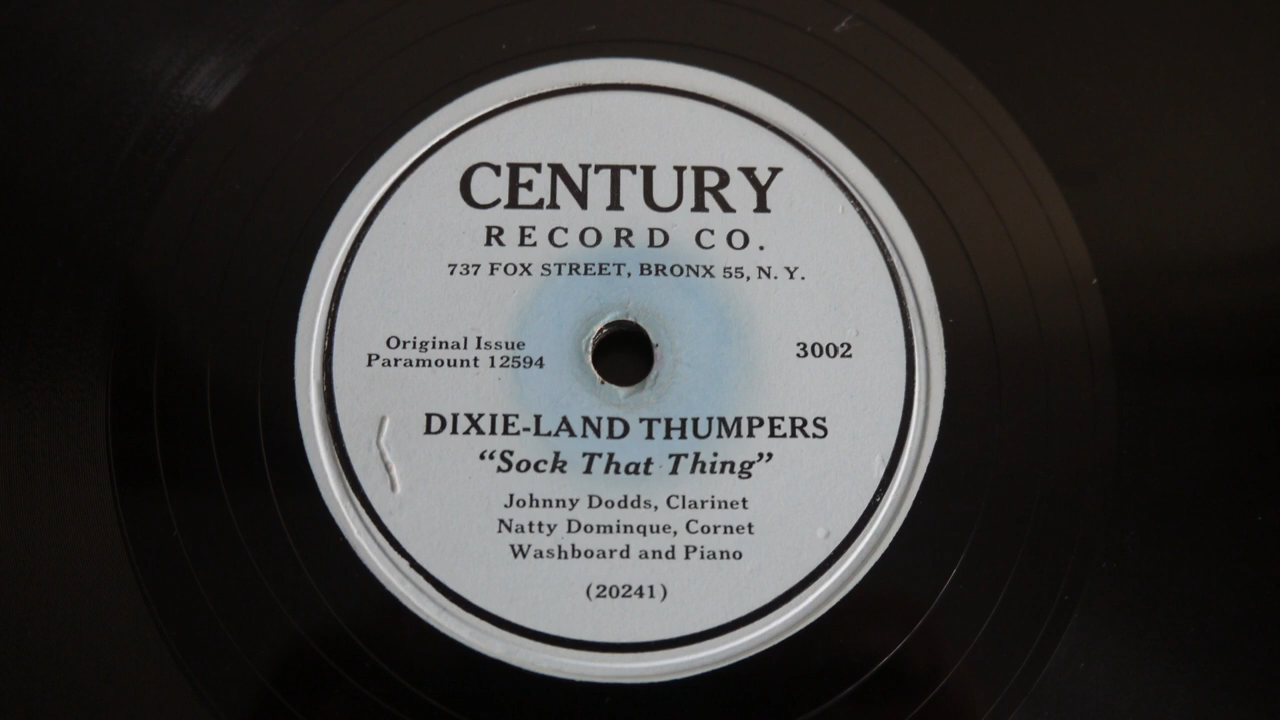 CENTURY
RECORD CO.
737 FOX STREET, BRONX 55, N. Y.
Original Issue
Paramount 12594
3002
DIXIE-LAND THUMPERS
“Sock That Thing”
Johnny Dodds, Clarinet
Natty Dominque, Cornet
Washboard and Piano
(20241)